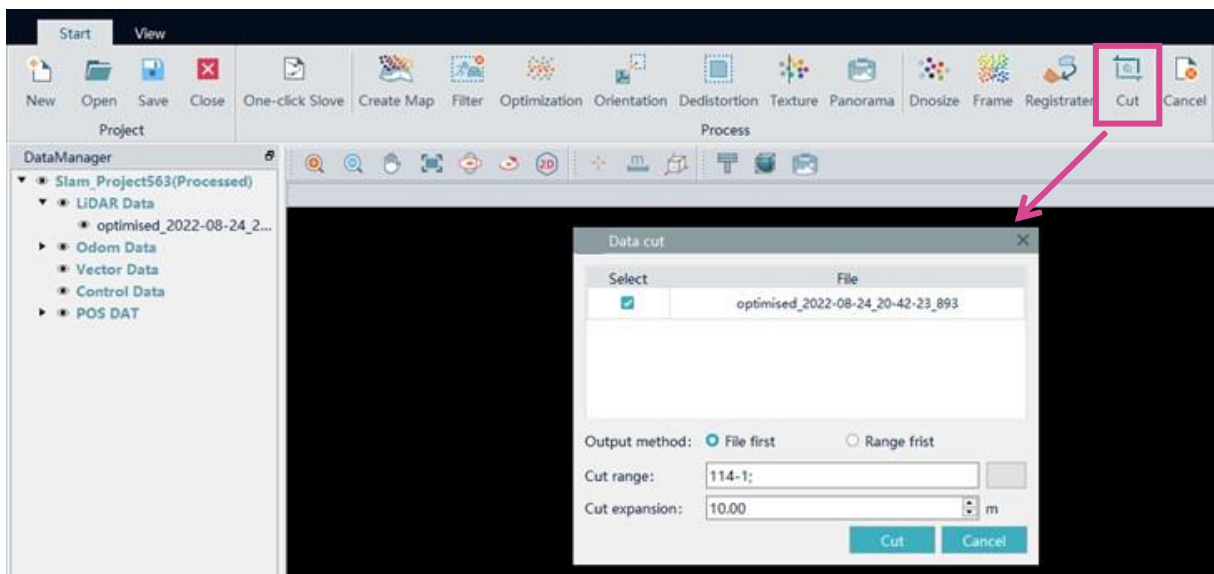 Start View
New Open Save Close One-click Slove Create Map Filter Optimization Orientation Dedistortion Texture Panorama Dnosize Frame Registrater Cut Cancel
Project Process
DataManager
2D
Slam_Project563(Processed)
LiDAR Data
optimised_2022-08-24_2...
Odom Data
Vector Data
Control Data
POS DAT
Data cut
Select File
optimised_2022-08-24_20-42-23_893
Output method: File first Range frist
Cut range: 114-1;
Cut expansion: 10.00 m
Cut Cancel